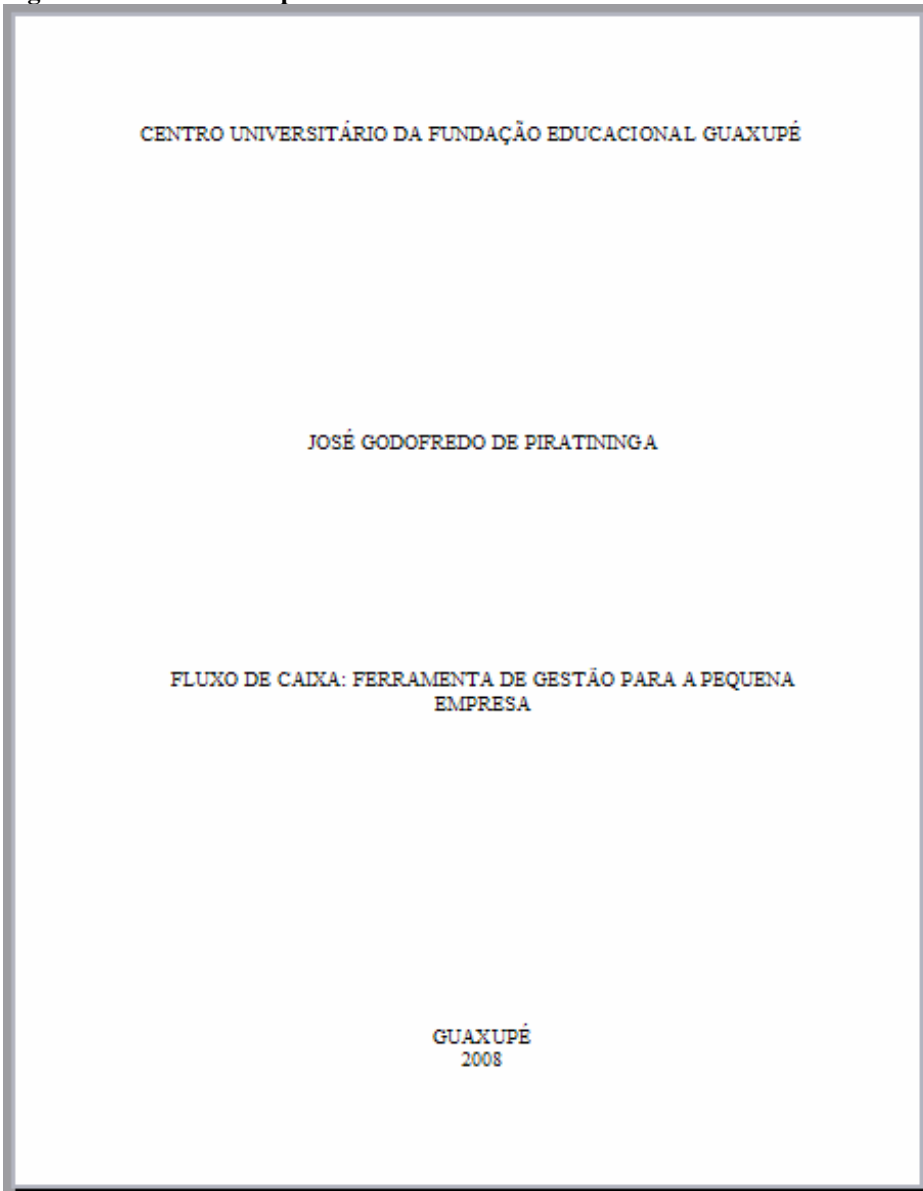 CENTRO UNIVERSITÁRIO DA FUNDAÇÃO EDUCACIONAL GUAXUPÉ
JOSÉ GODOFREDO DE PIRATININGA
FLUXO DE CAIXA: FERRAMENTA DE GESTÃO PARA A PEQUENA
EMPRESA
GUAXUPÉ
2008